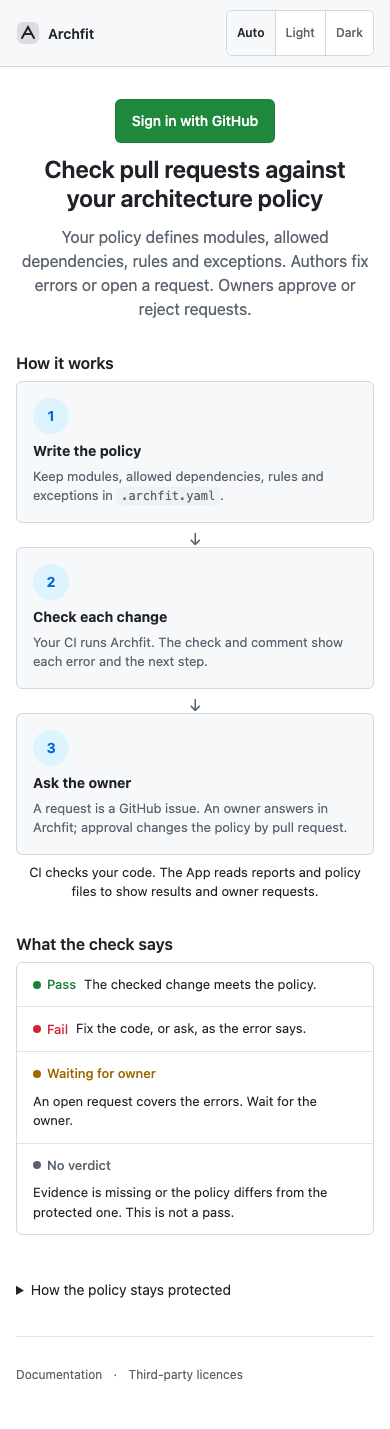 Archfit
Auto
Light
Dark
Sign in with GitHub
Check pull requests against
your architecture policy
Your policy defines modules, allowed
dependencies, rules and exceptions. Authors fix
errors or open a request. Owners approve or
reject requests.
How it works
1
Write the policy
Keep modules, allowed dependencies, rules and
exceptions in .archfit.yaml.
↓
2
Check each change
Your CI runs Archfit. The check and comment show
each error and the next step.
↓
3
Ask the owner
A request is a GitHub issue. An owner answers in
Archfit; approval changes the policy by pull request.
CI checks your code. The App reads reports and policy
files to show results and owner requests.
What the check says
Pass The checked change meets the policy.
Fail Fix the code, or ask, as the error says.
Waiting for owner
An open request covers the errors. Wait for the
owner.
No verdict
Evidence is missing or the policy differs from the
protected one. This is not a pass.
How the policy stays protected
Documentation · Third-party licences